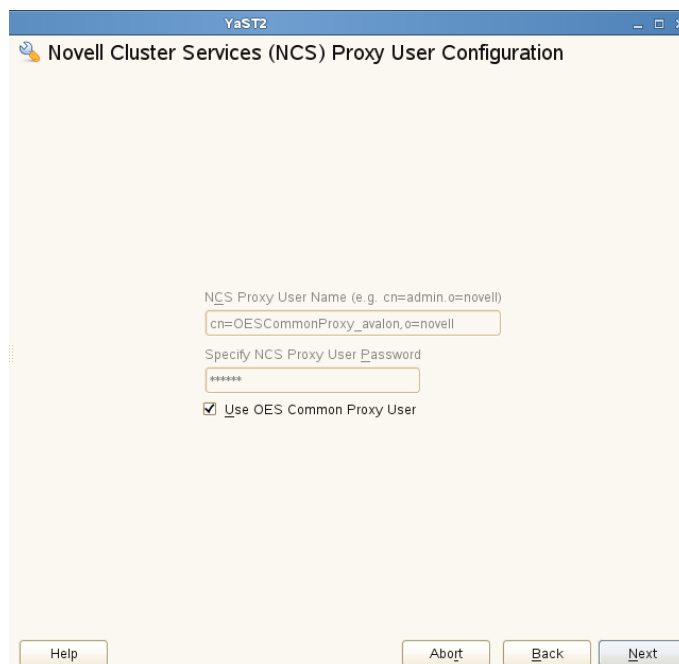 YaST2
Novell Cluster Services (NCS) Proxy User Configuration
NCS Proxy User Name (e.g. cn=admin.o=novell)
cn=OESCommonProxy_avalon,o=novell
Specify NCS Proxy User Password
******
Use OES Common Proxy User
Help Abort Back Next